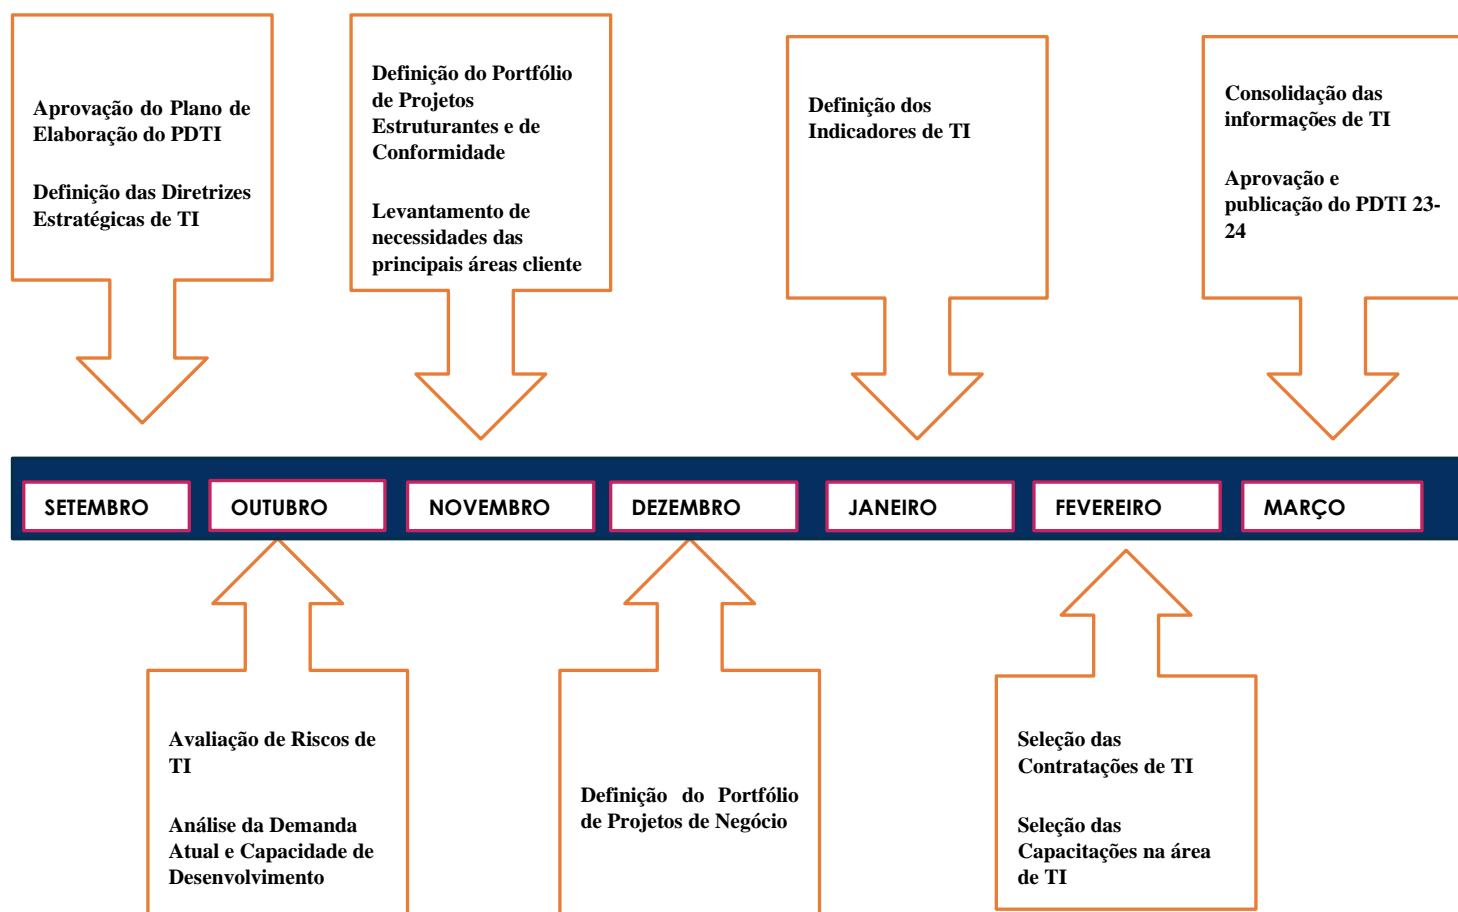 Aprovação do Plano de
Elaboração do PDTI
Definição das Diretrizes
Estratégicas de TI
Definição do Portfólio
de Projetos
Estruturantes e de
Conformidade
Levantamento de
necessidades das
principais áreas cliente
Definição dos
Indicadores de TI
Consolidação das
informações de TI
Aprovação e
publicação do PDTI 23-
24
SETEMBRO
OUTUBRO
NOVEMBRO
DEZEMBRO
JANEIRO
FEVEREIRO
MARÇO
Avaliação de Riscos de
TI
Análise da Demanda
Atual e Capacidade de
Desenvolvimento
Definição do Portfólio
de Projetos de Negócio
Seleção das
Contratações de TI
Seleção das
Capacitações na área
de TI